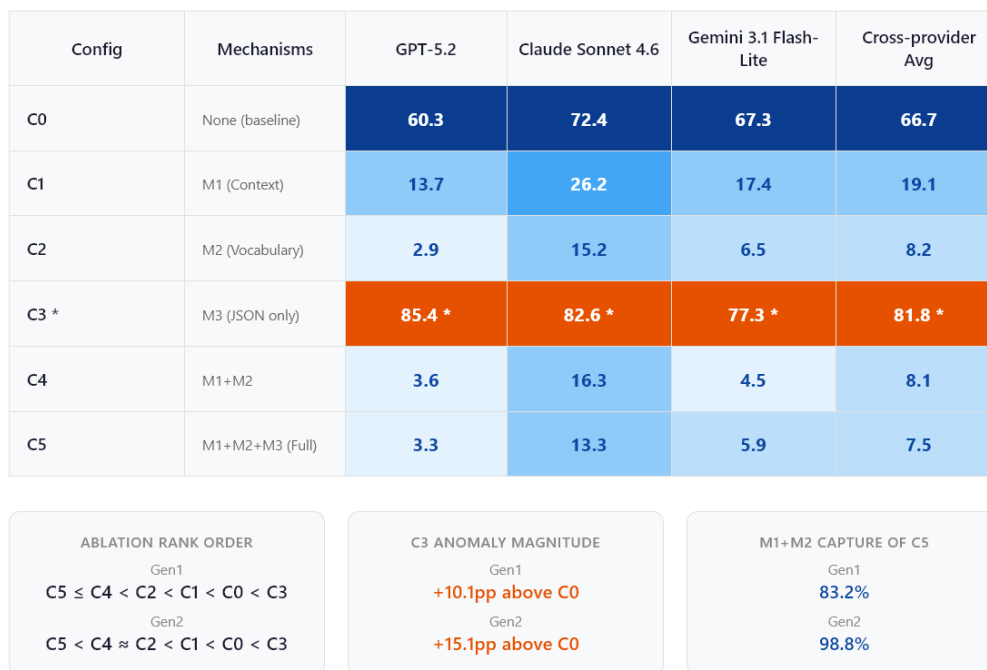 Config Mechanisms GPT-5.2 Claude Sonnet 4.6 Gemini 3.1 Flash-Lite Cross-provider Avg
C0 None (baseline) 60.3 72.4 67.3 66.7
C1 M1 (Context) 13.7 26.2 17.4 19.1
C2 M2 (Vocabulary) 2.9 15.2 6.5 8.2
C3 * M3 (JSON only) 85.4 * 82.6 * 77.3 * 81.8 *
C4 M1+M2 3.6 16.3 4.5 8.1
C5 M1+M2+M3 (Full) 3.3 13.3 5.9 7.5
ABLATION RANK ORDER
Gen1
C5 ≤ C4 < C2 < C1 < C0 < C3
Gen2
C5 < C4 ≈ C2 < C1 < C0 < C3
C3 ANOMALY MAGNITUDE
Gen1
+10.1pp above C0
Gen2
+15.1pp above C0
M1+M2 CAPTURE OF C5
Gen1
83.2%
Gen2
98.8%